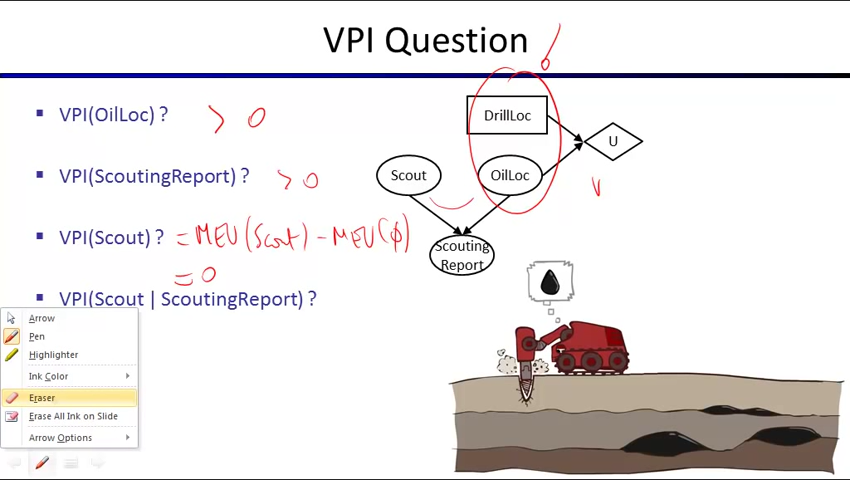 VPI Question
VPI(OilLoc) ? > 0
VPI(ScoutingReport) ? > 0
VPI(Scout) ? = MEU(Scout) - MEU(ϕ)
= 0
VPI(Scout | ScoutingReport) ?
DrillLoc
U
Scout
OilLoc
Scouting
Report
Arrow
Pen
Highlighter
Ink Color
Eraser
Erase All Ink on Slide
Arrow Options